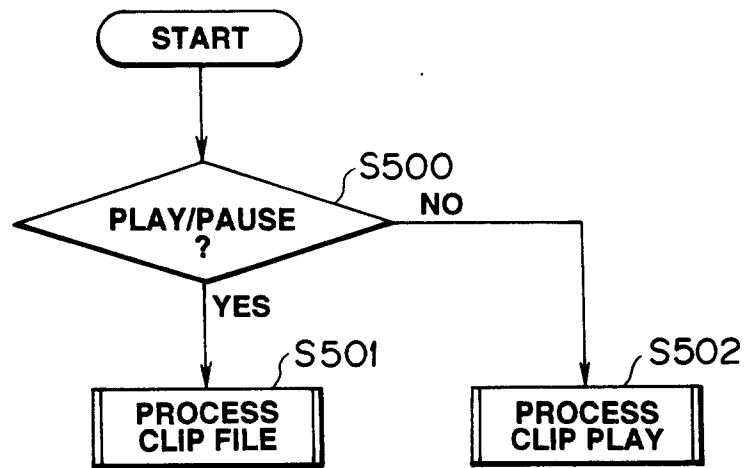 START
S500
PLAY/PAUSE
?
NO
YES
S501
S502
PROCESS
CLIP FILE
PROCESS
CLIP PLAY